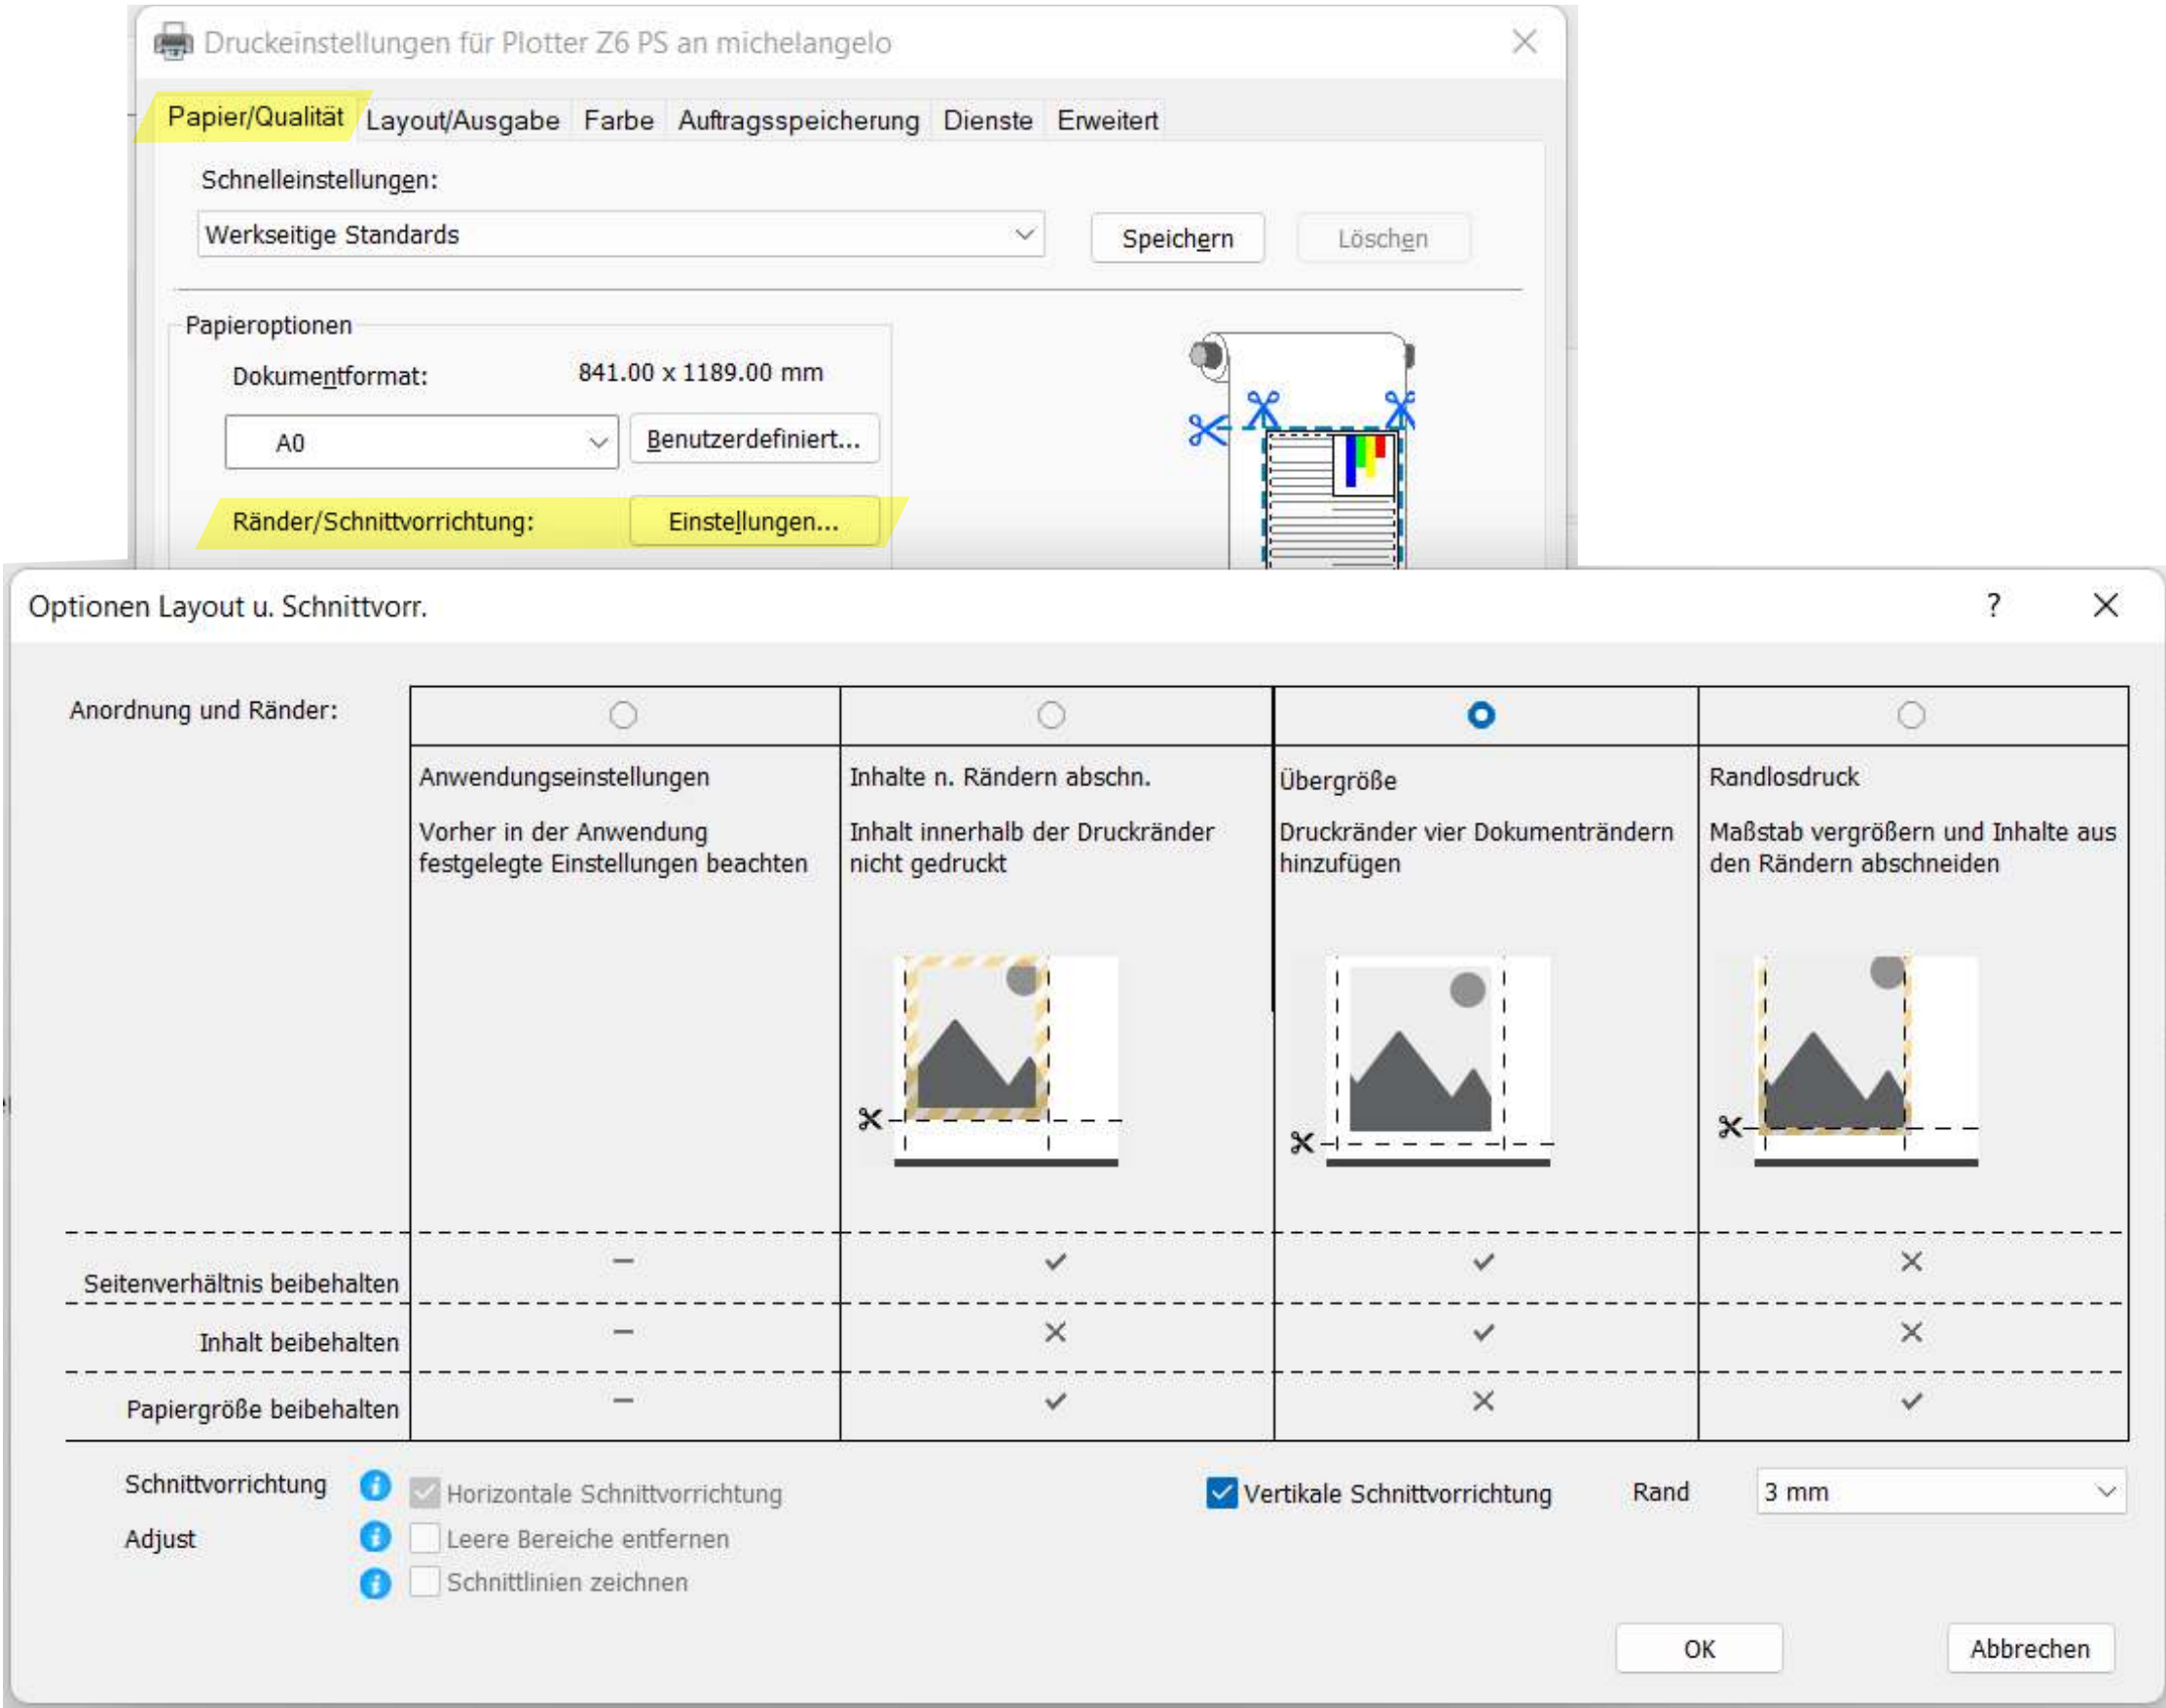 Druckeinstellungen für Plotter Z6 PS an michelangelo
Papier/Qualität Layout/Ausgabe Farbe Auftragsspeicherung Dienste Erweitert
Schnelleinstellungen:
Werkseitige Standards Speichern Löschen
Papieroptionen
Dokumentformat: 841.00 x 1189.00 mm
A0 Benutzerdefiniert...
Ränder/Schnittvorrichtung: Einstellungen...
Optionen Layout u. Schnittvorr. ?
Anordnung und Ränder:
Anwendungseinstellungen
Vorher in der Anwendung
festgelegte Einstellungen beachten
Inhalte n. Rändern abschn.
Inhalt innerhalb der Druckränder
nicht gedruckt
Übergröße
Druckränder vier Dokumenträndern
hinzufügen
Randlosdruck
Maßstab vergrößern und Inhalte aus
den Rändern abschneiden
Seitenverhältnis beibehalten
Inhalt beibehalten
Papiergröße beibehalten
Schnittvorrichtung Horizontale Schnittvorrichtung Vertikale Schnittvorrichtung Rand 3 mm
Adjust Leere Bereiche entfernen
Schnittlinien zeichnen
OK Abbrechen